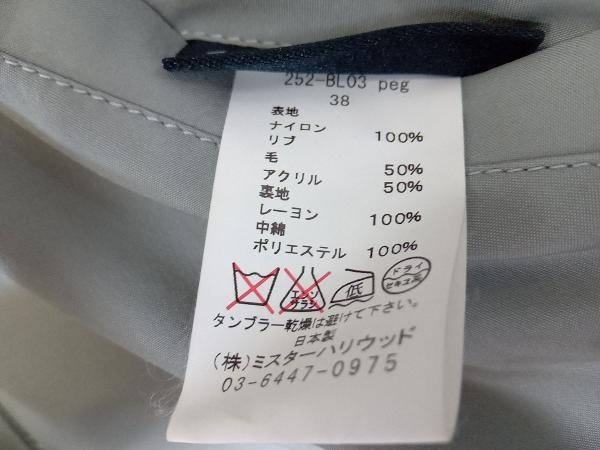 252-BL03 peg
38
表地
ナイロン 100%
リブ
毛 50%
アクリル 50%
裏地
レーヨン 100%
中綿
ポリエステル 100%
エンソ サラシ
低
ドライ
セキユ系
タンブラー乾燥は避けて下さい。
日本製
(株)ミスターハリウッド
03-6447-0975